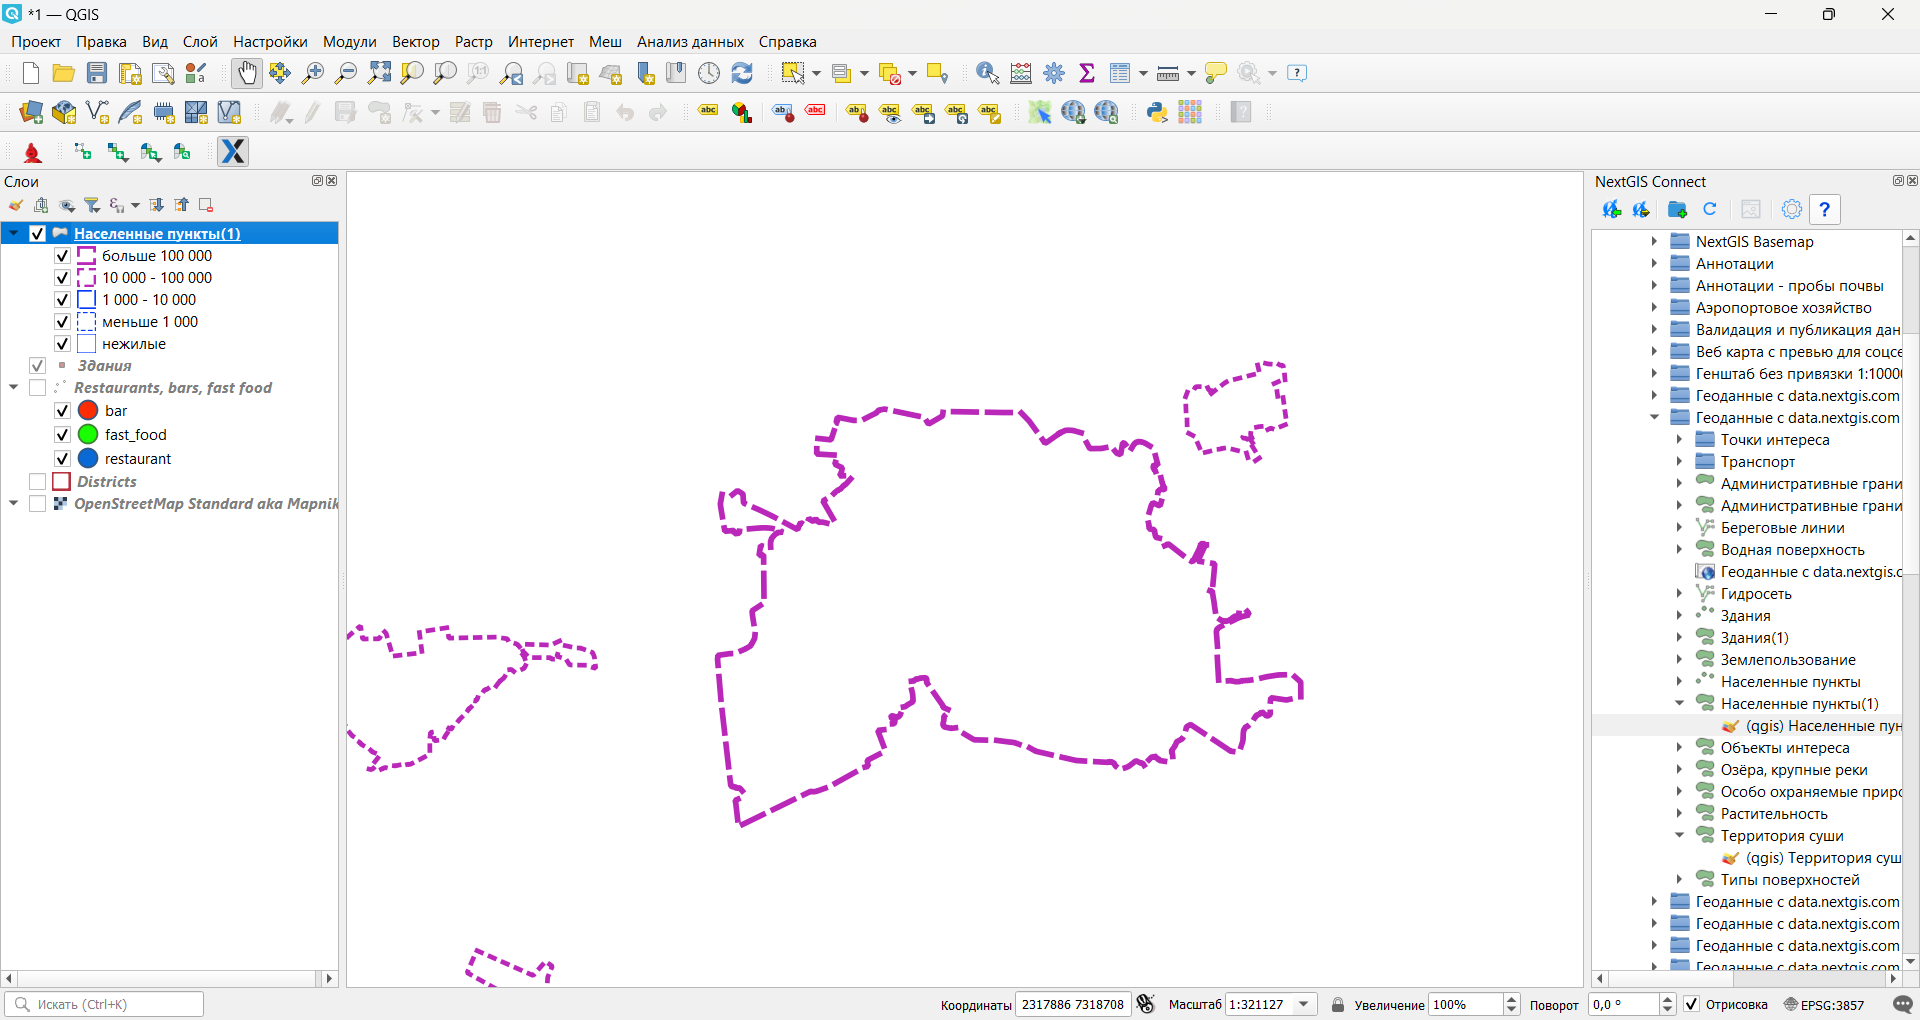 *1 — QGIS
Проект Правка Вид Слой Настройки Модули Вектор Растр Интернет Меш Анализ данных Справка
Слои
Населенные пункты(1)
больше 100 000
10 000 - 100 000
1 000 - 10 000
меньше 1 000
нежилые
Здания
Restaurants, bars, fast food
bar
fast_food
restaurant
Districts
OpenStreetMap Standard aka Mapnik
NextGIS Connect
NextGIS Basemap
Аннотации
Аннотации - пробы почвы
Аэропортовое хозяйство
Валидация и публикация дан
Веб карта с превью для соцсе
Генштаб без привязки 1:1000
Геоданные с data.nextgis.com
Геоданные с data.nextgis.com
Точки интереса
Транспорт
Административные грани
Административные грани
Береговые линии
Водная поверхность
Геоданные с data.nextgis.c
Гидросеть
Здания
Здания(1)
Землепользование
Населенные пункты
Населенные пункты(1)
(qgis) Населенные пун
Объекты интереса
Озёра, крупные реки
Особо охраняемые приро
Растительность
Территория суши
(qgis) Территория суш
Типы поверхностей
Геоданные с data.nextgis.com
Геоданные с data.nextgis.com
Геоданные с data.nextgis.com
Геоданные с data.nextgis.com
Искать (Ctrl+K) Координаты 2317886 7318708 Масштаб 1:321127 Увеличение 100% Поворот 0,0 ° Отрисовка EPSG:3857